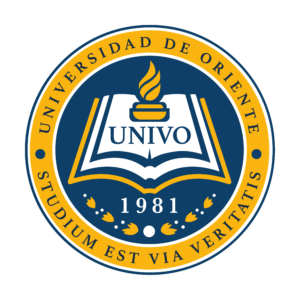 UNIVERSIDAD DE ORIENTE
UNIVO
1981
STUDIUM EST VIA VERITATIS